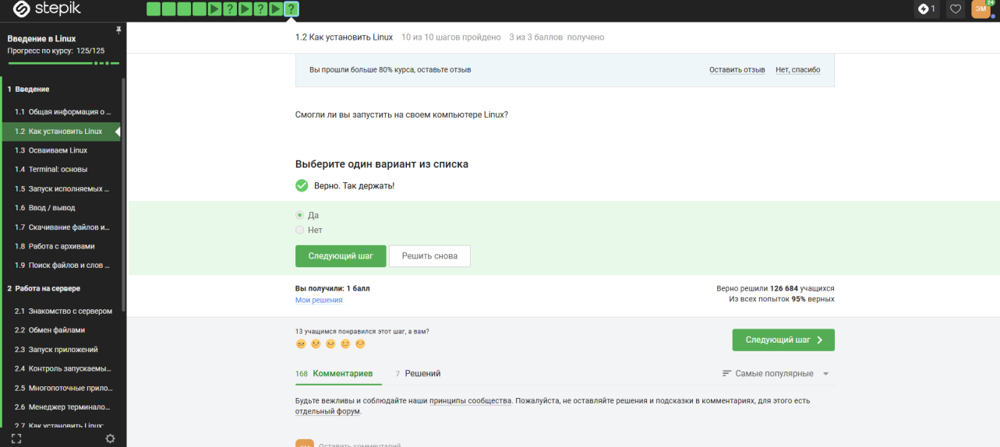 stepik
? ? ?
1
ЭМ
24
Введение в Linux
Прогресс по курсу: 125/125
1 Введение
1.1 Общая информация о ...
1.2 Как установить Linux
1.3 Осваиваем Linux
1.4 Terminal: основы
1.5 Запуск исполняемых ...
1.6 Ввод / вывод
1.7 Скачивание файлов и...
1.8 Работа с архивами
1.9 Поиск файлов и слов ...
2 Работа на сервере
2.1 Знакомство с сервером
2.2 Обмен файлами
2.3 Запуск приложений
2.4 Контроль запускаемы...
2.5 Многопоточные прило...
2.6 Менеджер терминало...
2.7 Как установить Linux:
1.2 Как установить Linux 10 из 10 шагов пройдено 3 из 3 баллов получено
Вы прошли больше 80% курса, оставьте отзыв Оставить отзыв Нет, спасибо
Смогли ли вы запустить на своем компьютере Linux?
Выберите один вариант из списка
Верно. Так держать!
Да
Нет
Следующий шаг Решить снова
Вы получили: 1 балл
Мои решения
Верно решили 126 684 учащихся
Из всех попыток 95% верных
13 учащимся понравился этот шаг, а вам?
Следующий шаг
168 Комментариев 7 Решений Самые популярные
Будьте вежливы и соблюдайте наши принципы сообщества. Пожалуйста, не оставляйте решения и подсказки в комментариях, для этого есть
отдельный форум.
Оставить комментарий